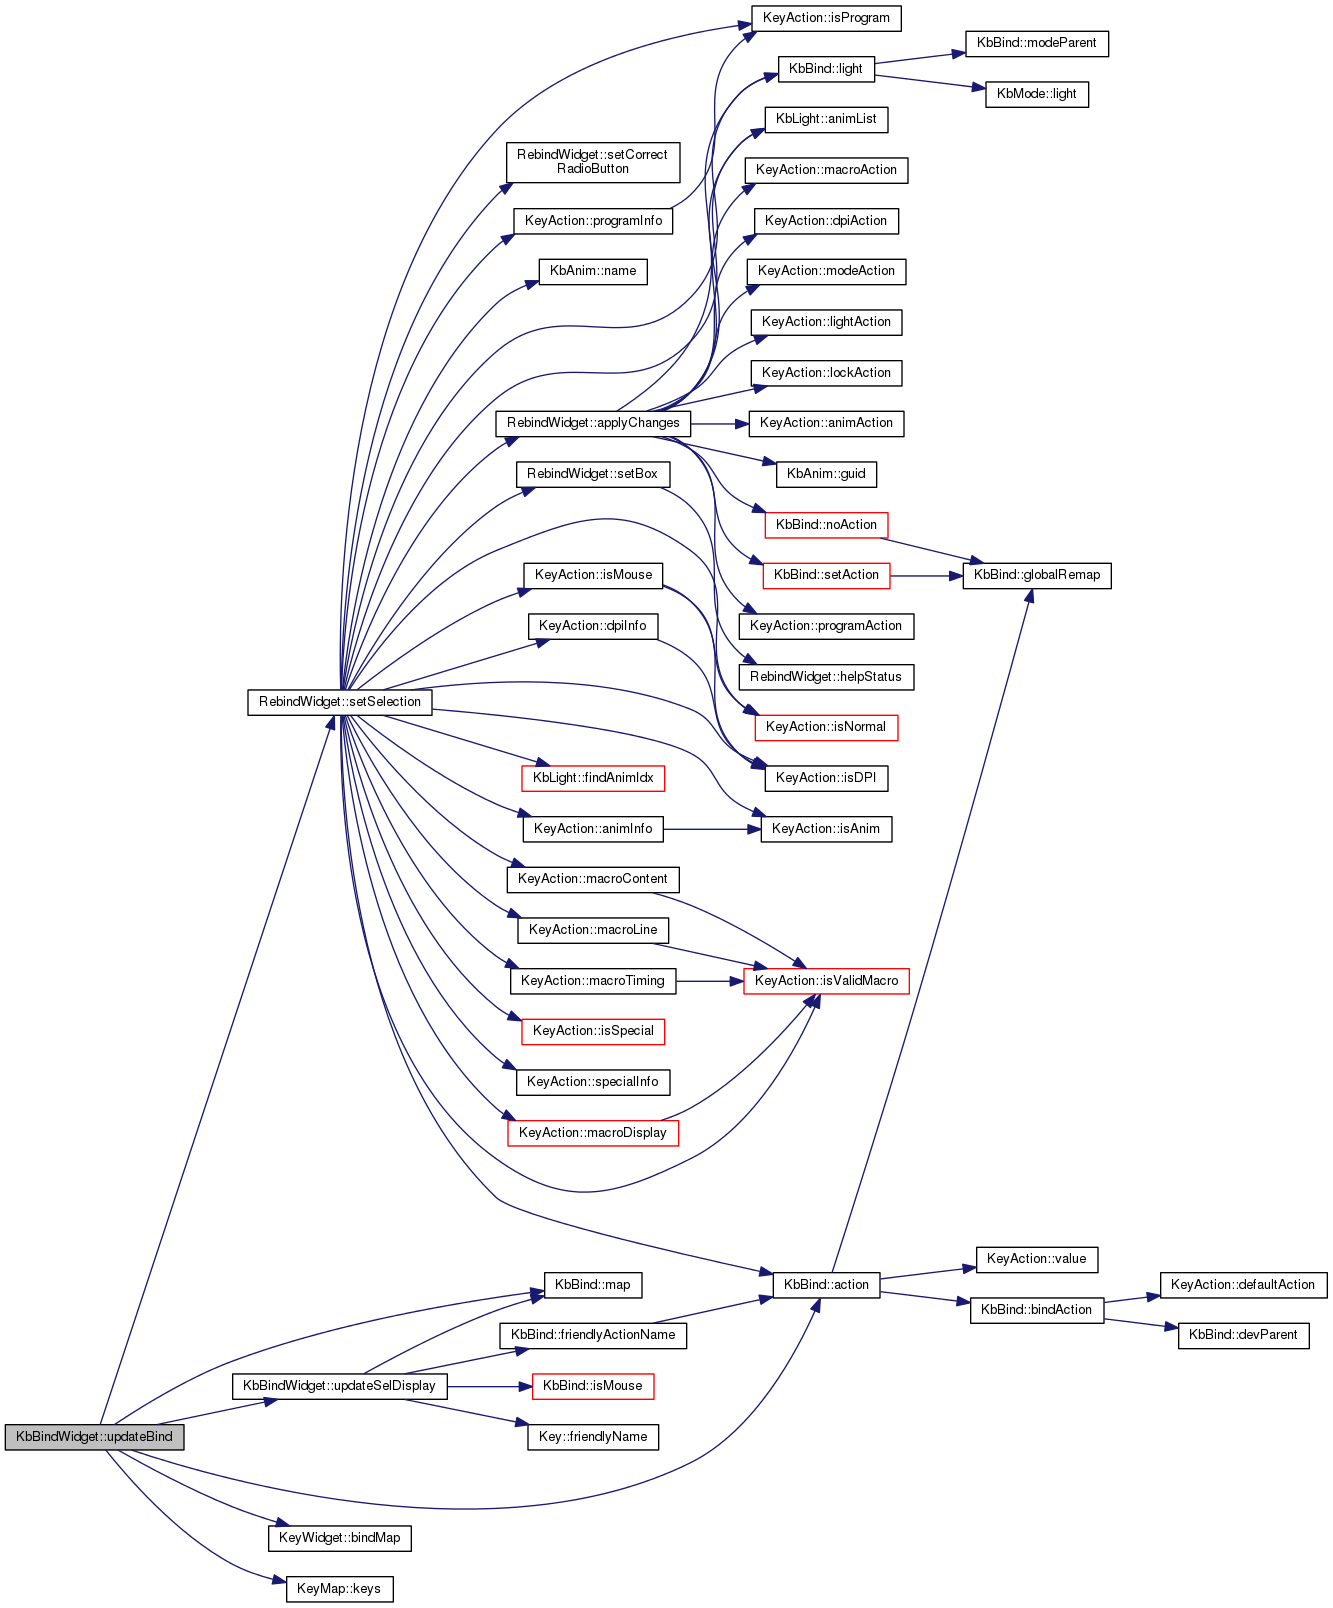 KeyAction::isProgram
KbBind::modeParent
KbBind::light
KbMode::light
KbLight::animList
RebindWidget::setCorrect
RadioButton
KeyAction::macroAction
KeyAction::programInfo
KeyAction::dpiAction
KbAnim::name
KeyAction::modeAction
KeyAction::lightAction
KeyAction::lockAction
RebindWidget::applyChanges
KeyAction::animAction
RebindWidget::setBox
KbAnim::guid
KbBind::noAction
KeyAction::isMouse
KbBind::setAction
KbBind::globalRemap
KeyAction::dpiInfo
KeyAction::programAction
RebindWidget::helpStatus
RebindWidget::setSelection
KeyAction::isNormal
KbLight::findAnimIdx
KeyAction::isDPI
KeyAction::animInfo
KeyAction::isAnim
KeyAction::macroContent
KeyAction::macroLine
KeyAction::macroTiming
KeyAction::isValidMacro
KeyAction::isSpecial
KeyAction::specialInfo
KeyAction::macroDisplay
KeyAction::value
KbBind::map
KbBind::action
KeyAction::defaultAction
KbBind::bindAction
KbBind::friendlyActionName
KbBind::devParent
KbBindWidget::updateSelDisplay
KbBind::isMouse
KbBindWidget::updateBind
Key::friendlyName
KeyWidget::bindMap
KeyMap::keys